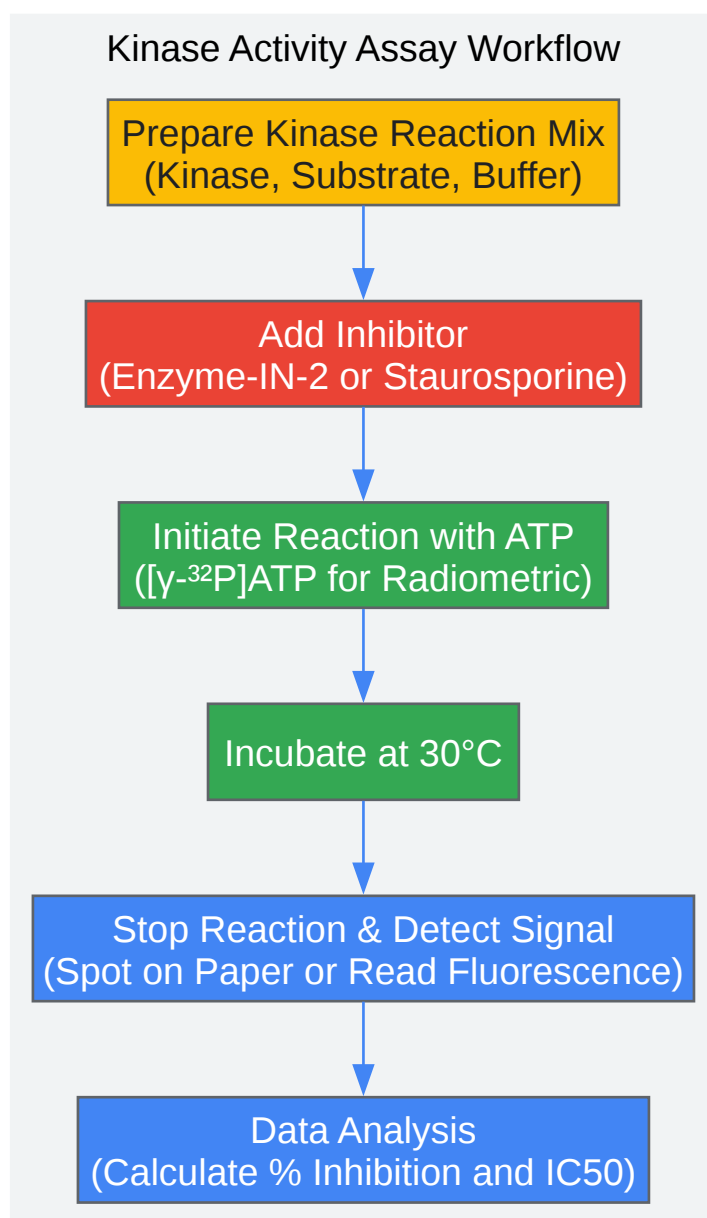 Kinase Activity Assay Workflow
Prepare Kinase Reaction Mix
(Kinase, Substrate, Buffer)
Add Inhibitor
(Enzyme-IN-2 or Staurosporine)
Initiate Reaction with ATP
([γ-³²P]ATP for Radiometric)
Incubate at 30°C
Stop Reaction & Detect Signal
(Spot on Paper or Read Fluorescence)
Data Analysis
(Calculate % Inhibition and IC50)